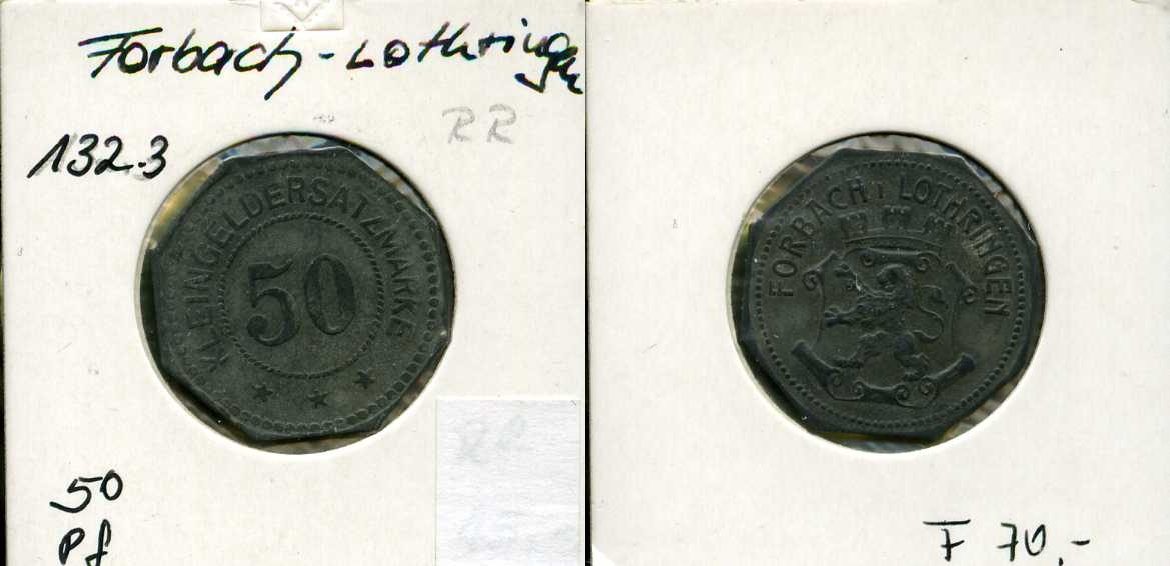 Forbach - Lothringen
RR
132.3
KLEINGELDERSATZMARKE
50
50
Pf
FORBACH i LOTHRINGEN
F 70,-